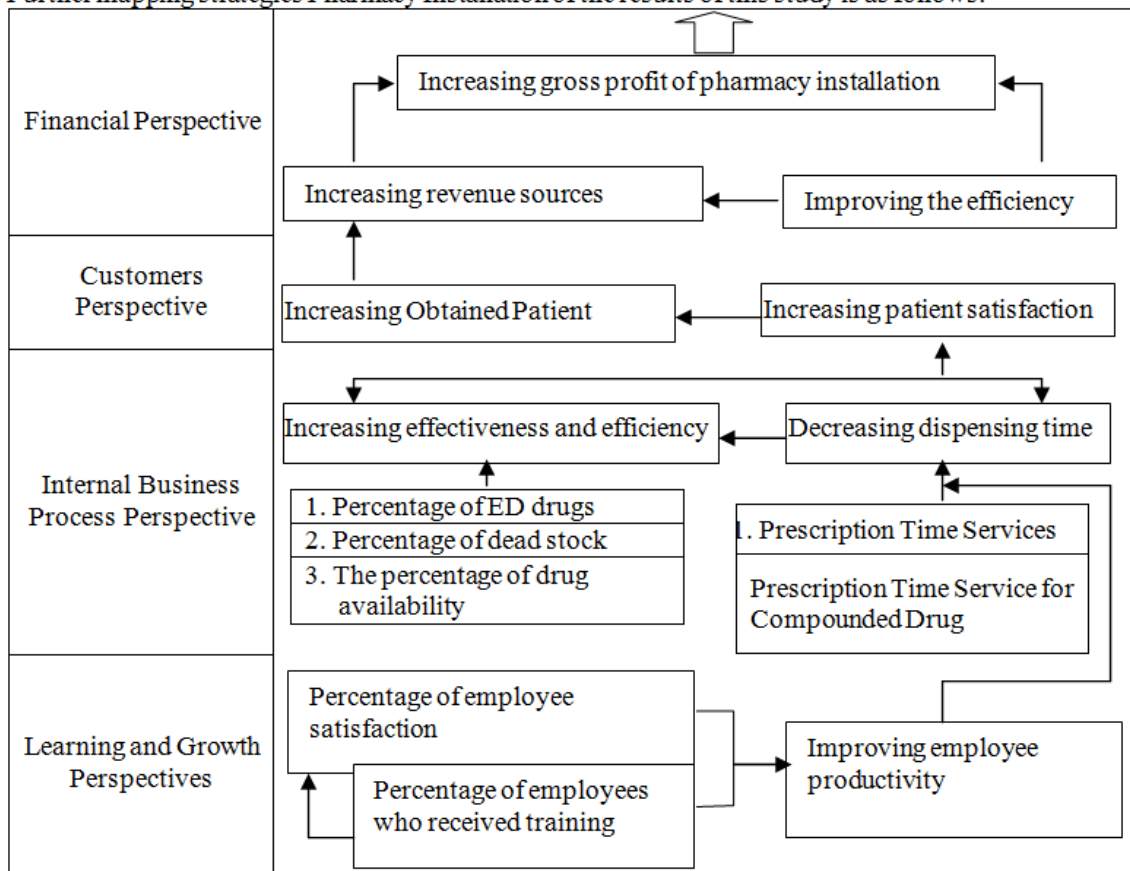 Further mapping strategies Pharmacy Installation of the results of this study is as follows:
Increasing gross profit of pharmacy installation
Financial Perspective
Increasing revenue sources
Improving the efficiency
Customers
Perspective
Increasing Obtained Patient
Increasing patient satisfaction
Increasing effectiveness and efficiency
Decreasing dispensing time
Internal Business
Process Perspective
1. Percentage of ED drugs
2. Percentage of dead stock
3. The percentage of drug
availability
1. Prescription Time Services
Prescription Time Service for
Compounded Drug
Learning and Growth
Perspectives
Percentage of employee
satisfaction
Percentage of employees
who received training
Improving employee
productivity